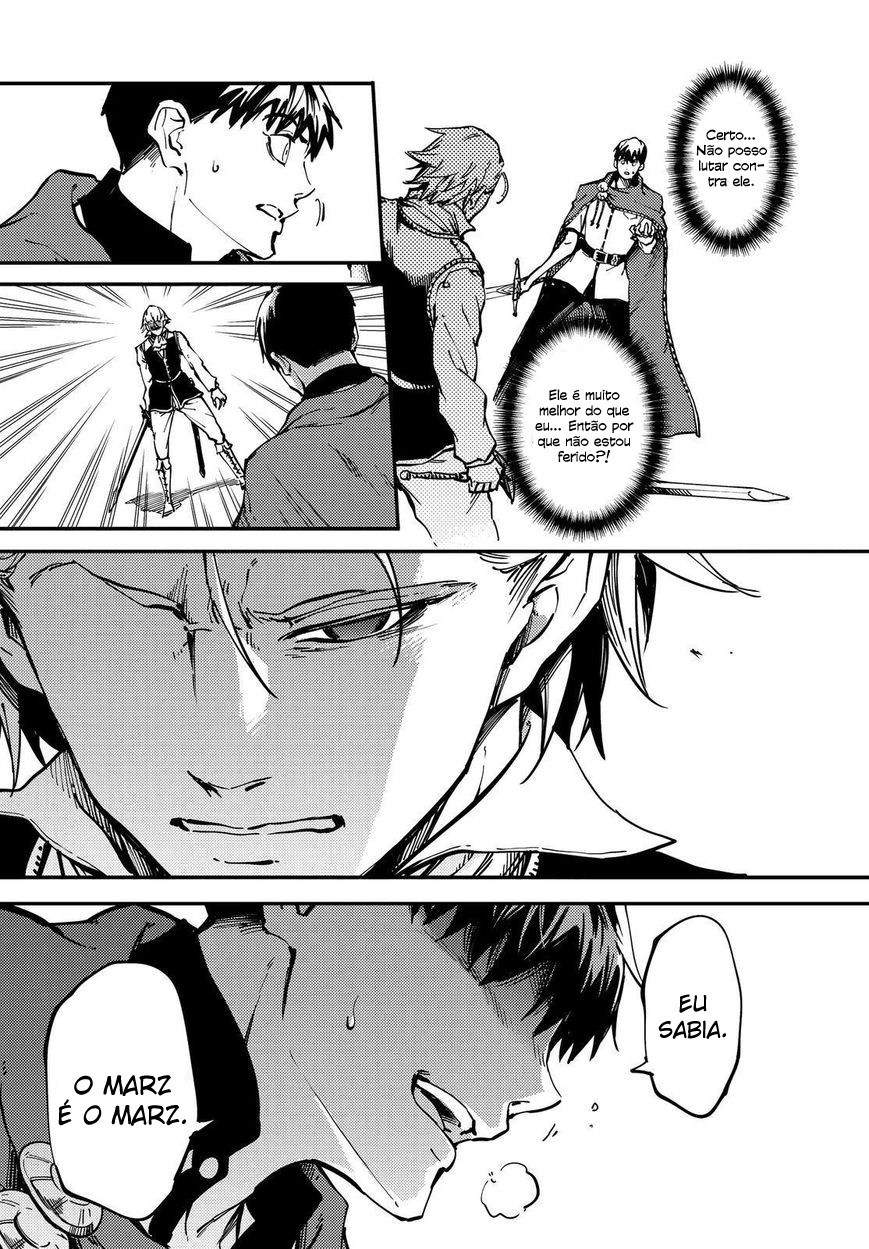 Certo...
Não posso
lutar con-
tra ele.
Ele é muito
melhor do que
eu... Então por
que não estou
ferido?!
EU
SABIA.
O MARZ
É O MARZ.